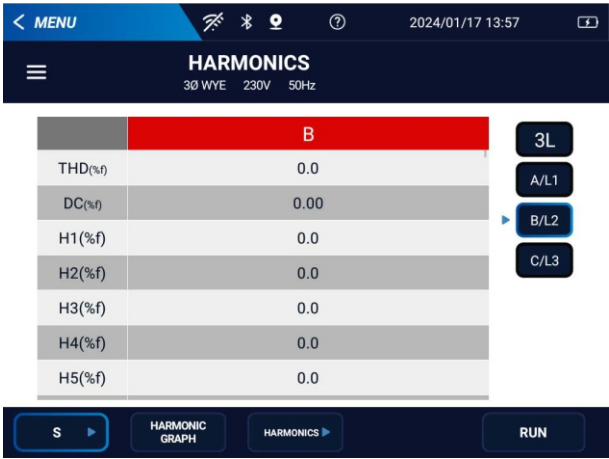 MENU
2024/01/17 13:57
HARMONICS
3Ø WYE 230V 50Hz
B
THD(%f) 0.0
DC(%f) 0.00
H1(%f) 0.0
H2(%f) 0.0
H3(%f) 0.0
H4(%f) 0.0
H5(%f) 0.0
3L
A/L1
B/L2
C/L3
S
HARMONIC
GRAPH
HARMONICS
RUN